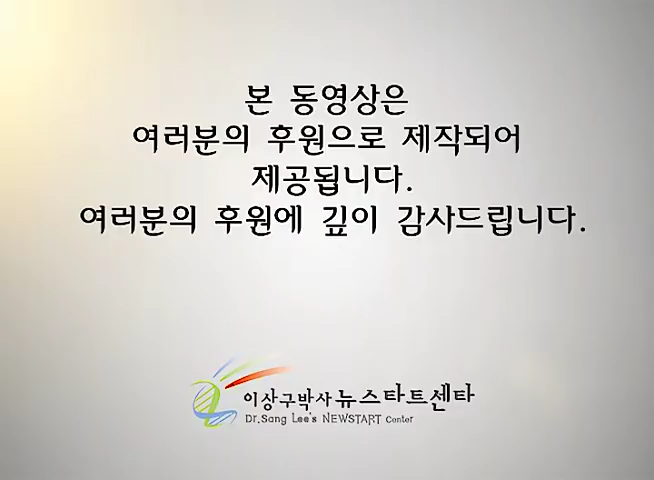 본 동영상은
여러분의 후원으로 제작되어
제공됩니다.
여러분의 후원에 깊이 감사드립니다.
이상구박사 뉴스타트센타
Dr.Sang Lee's NEWSTART Center